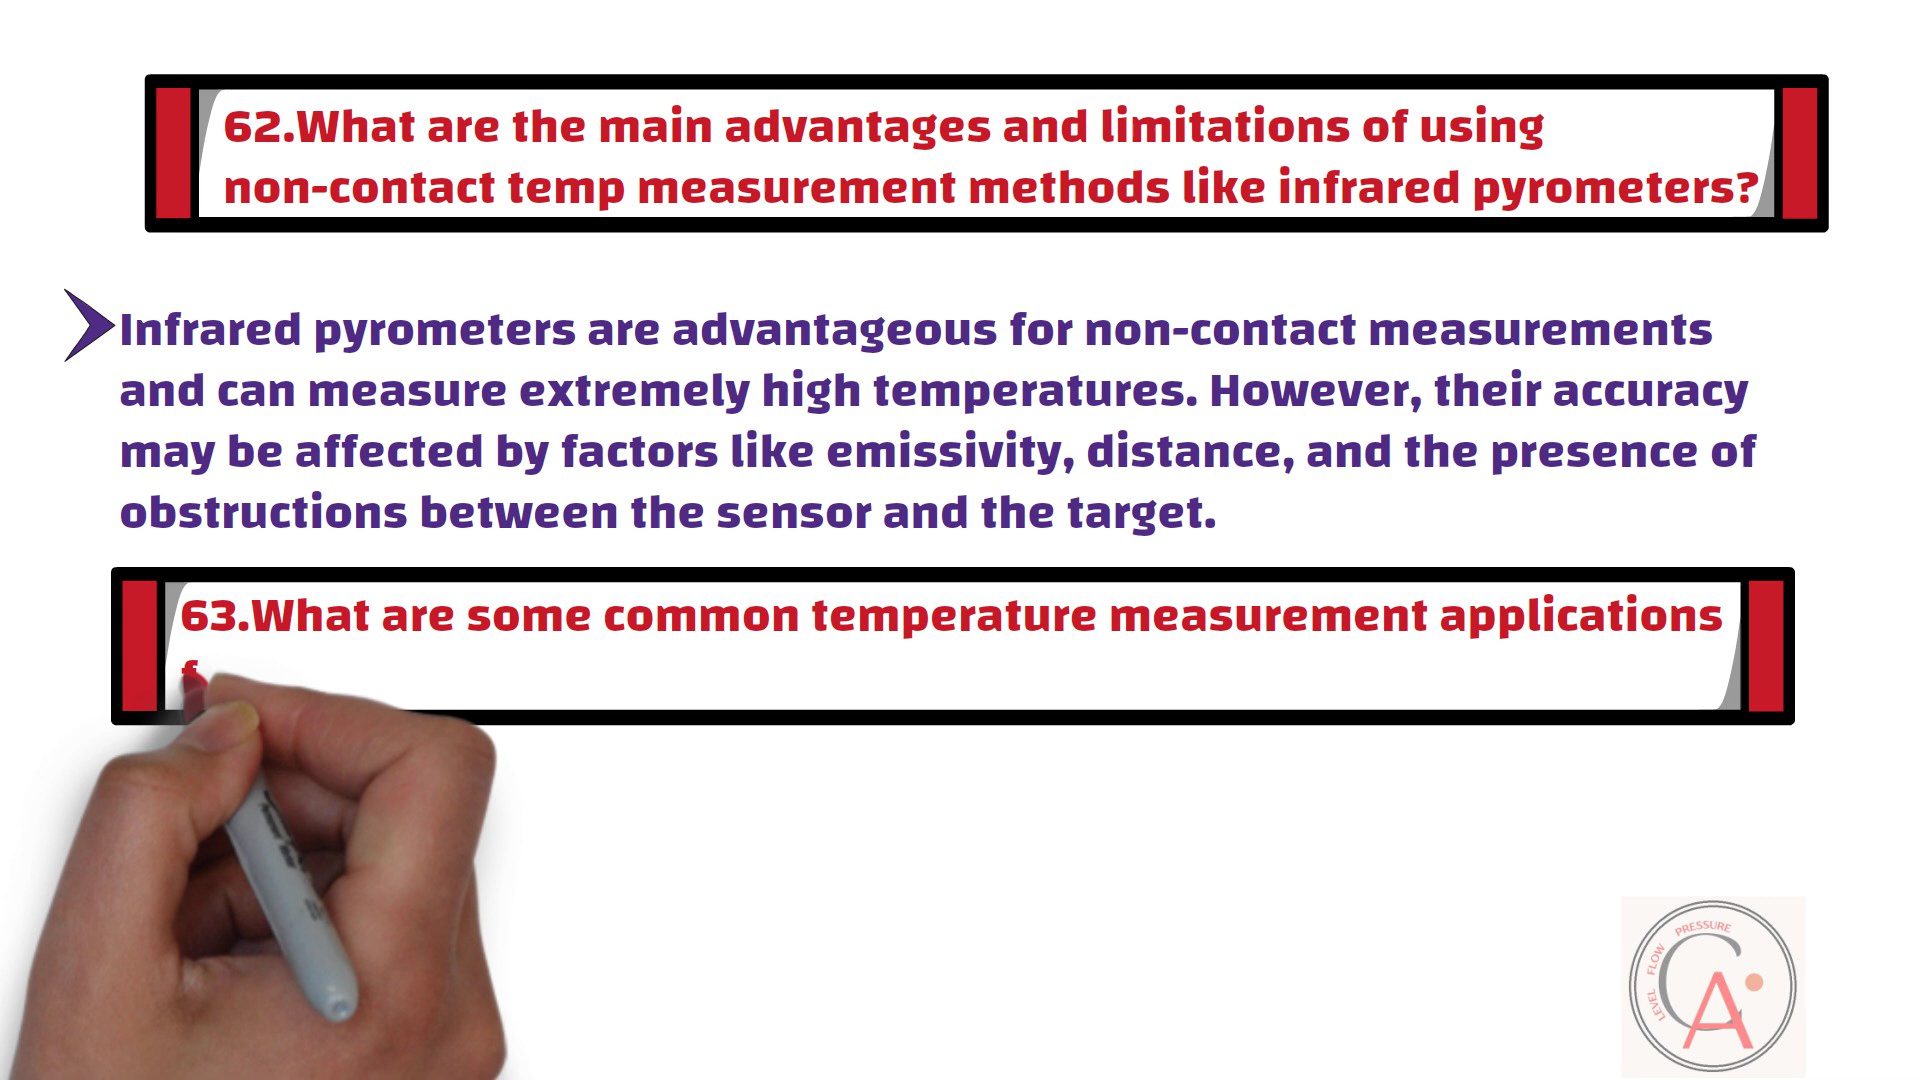 62.What are the main advantages and limitations of using
non-contact temp measurement methods like infrared pyrometers?
Infrared pyrometers are advantageous for non-contact measurements
and can measure extremely high temperatures. However, their accuracy
may be affected by factors like emissivity, distance, and the presence of
obstructions between the sensor and the target.
63.What are some common temperature measurement applications
f
LEVEL FLOW PRESSURE
CA